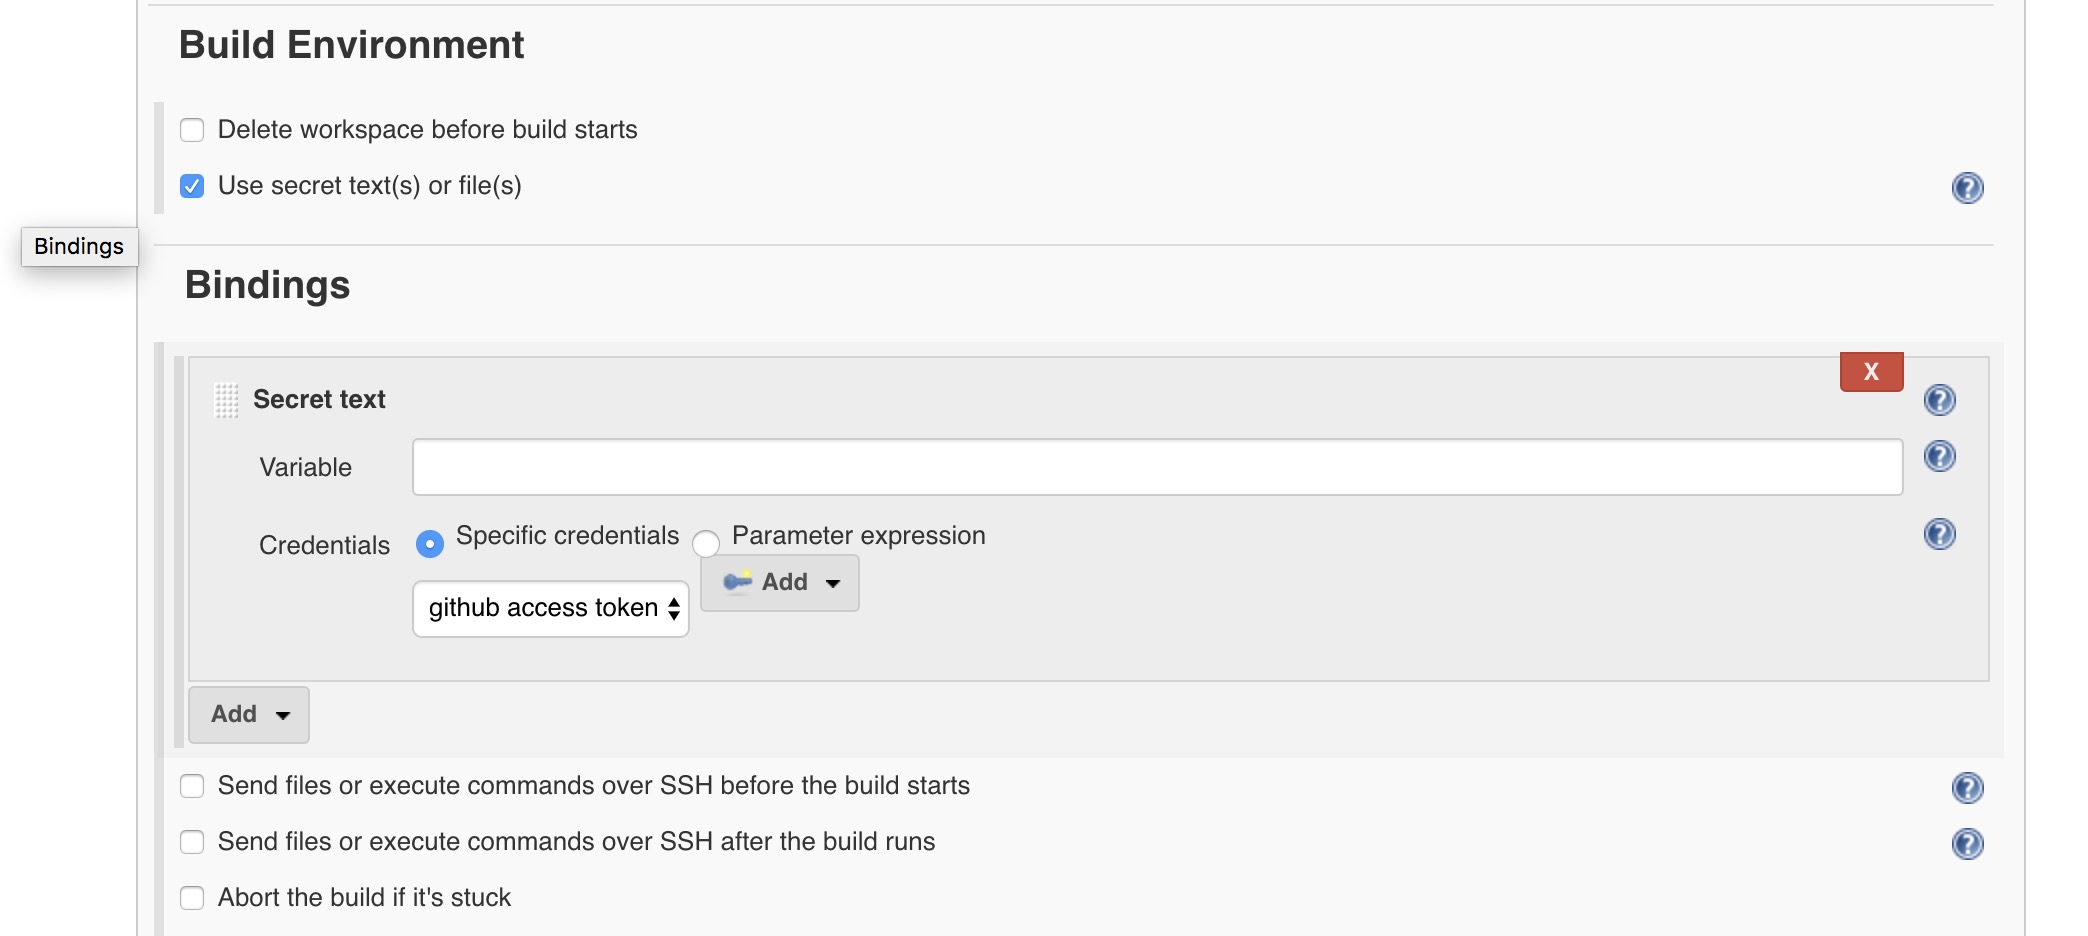 Build Environment
Delete workspace before build starts
Use secret text(s) or file(s)
Bindings
Bindings
X
Secret text
Variable
Credentials
Specific credentials
Parameter expression
Add
github access token
Add
Send files or execute commands over SSH before the build starts
Send files or execute commands over SSH after the build runs
Abort the build if it's stuck